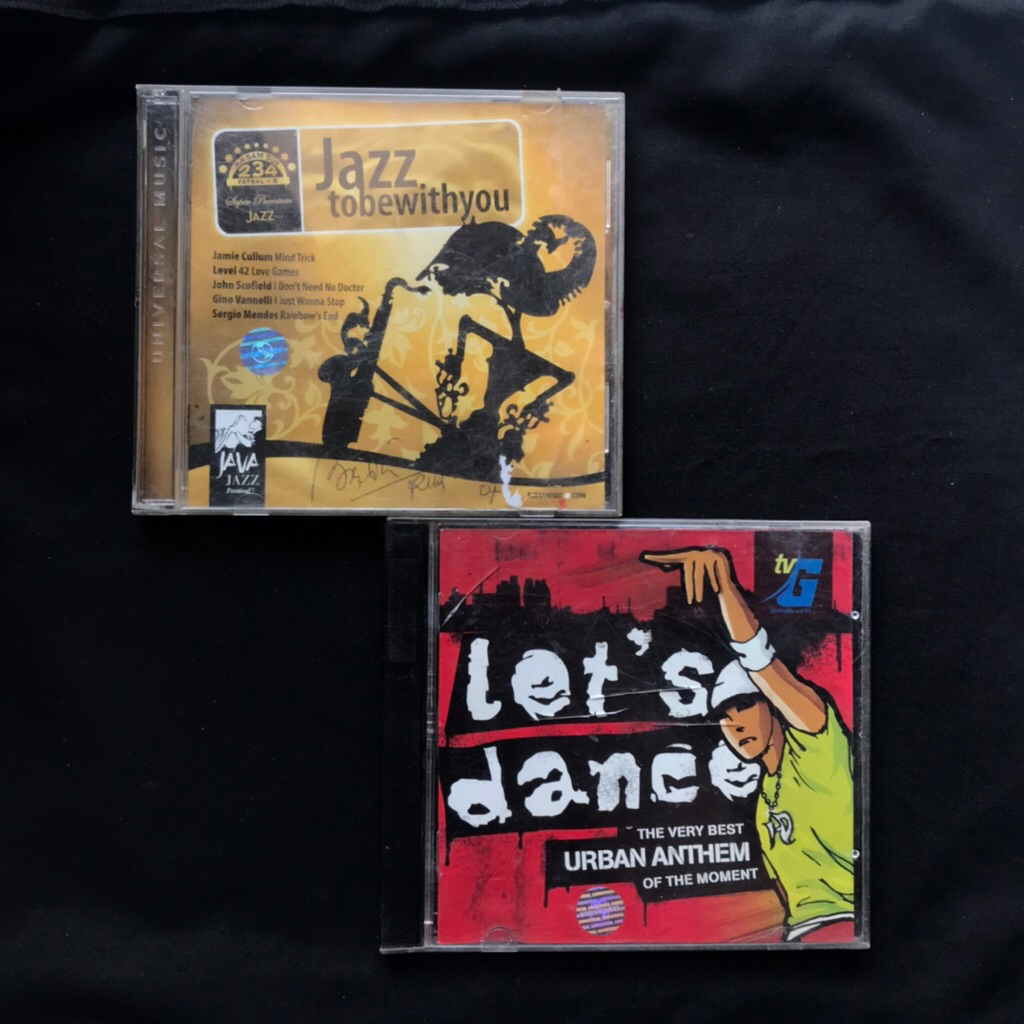 UNIVERSAL MUSIC
234
Super Premium
JAZZ
Jazz
tobewithyou
Jamie Cullum Mind Trick
Level 42 Love Games
John Scofield I Don't Need No Doctor
Gino Vannelli I Just Wanna Stop
Sergio Mendes Rainbow's End
JAVA
JAZZ
Festival
tvG
let's
dance
THE VERY BEST
URBAN ANTHEM
OF THE MOMENT